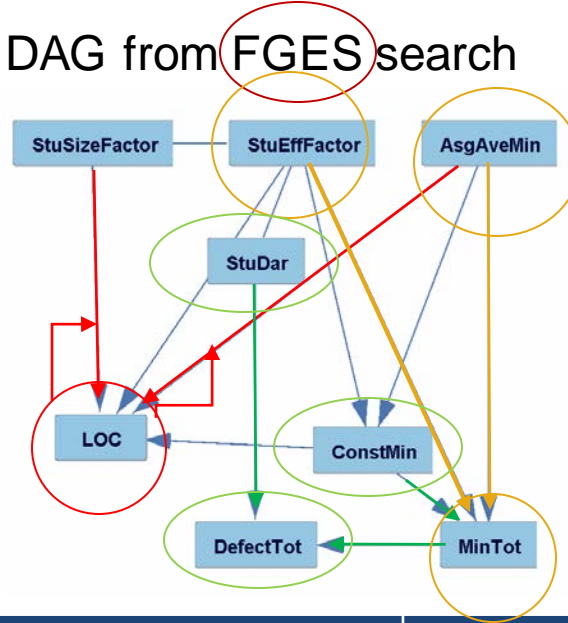 DAG from FGES search
StuSizeFactor
StuEffFactor
AsgAveMin
StuDar
LOC
ConstMin
DefectTot
MinTot